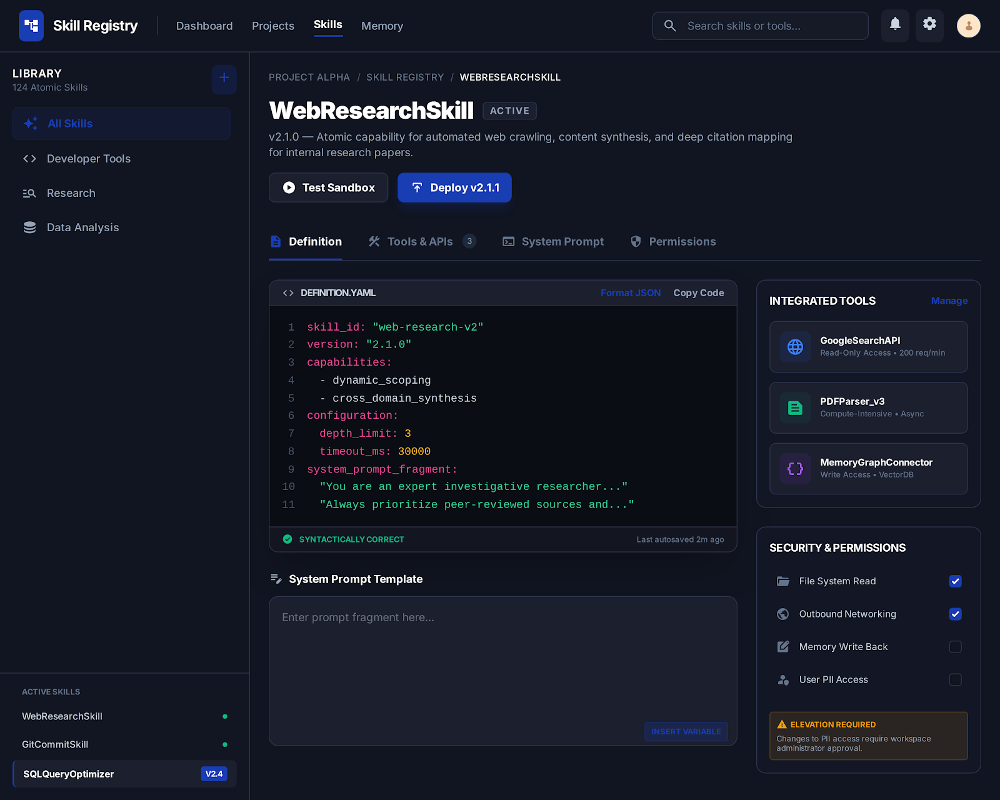 Skill Registry
Dashboard
Projects
Skills
Memory
Search skills or tools...
LIBRARY
124 Atomic Skills
All Skills
Developer Tools
Research
Data Analysis
ACTIVE SKILLS
WebResearchSkill
GitCommitSkill
SQLQueryOptimizer
V2.4
PROJECT ALPHA / SKILL REGISTRY / WEBRESEARCHSKILL
WebResearchSkill
ACTIVE
v2.1.0 — Atomic capability for automated web crawling, content synthesis, and deep citation mapping
for internal research papers.
Test Sandbox
Deploy v2.1.1
Definition
Tools & APIs 3
System Prompt
Permissions
DEFINITION.YAML
Format JSON
Copy Code
1 skill_id: "web-research-v2"
2 version: "2.1.0"
3 capabilities:
4 - dynamic_scoping
5 - cross_domain_synthesis
6 configuration:
7 depth_limit: 3
8 timeout_ms: 30000
9 system_prompt_fragment:
10 "You are an expert investigative researcher..."
11 "Always prioritize peer-reviewed sources and..."
SYNTACTICALLY CORRECT
Last autosaved 2m ago
System Prompt Template
Enter prompt fragment here...
INSERT VARIABLE
INTEGRATED TOOLS
Manage
GoogleSearchAPI
Read-Only Access • 200 req/min
PDFParser_v3
Compute-Intensive • Async
MemoryGraphConnector
Write Access • VectorDB
SECURITY & PERMISSIONS
File System Read
Outbound Networking
Memory Write Back
User PII Access
ELEVATION REQUIRED
Changes to PII access require workspace
administrator approval.